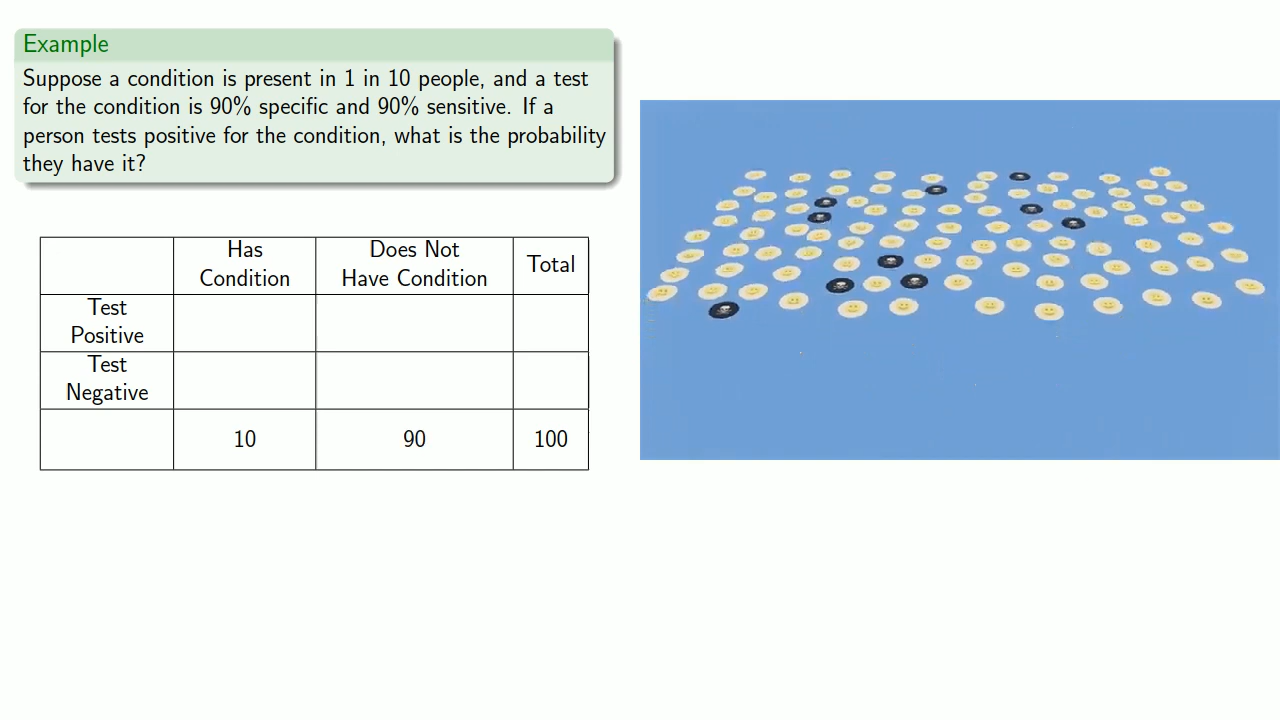 Example
Suppose a condition is present in 1 in 10 people, and a test
for the condition is 90% specific and 90% sensitive. If a
person tests positive for the condition, what is the probability
they have it?
Has
Condition
Does Not
Have Condition
Total
Test
Positive
Test
Negative
10
90
100